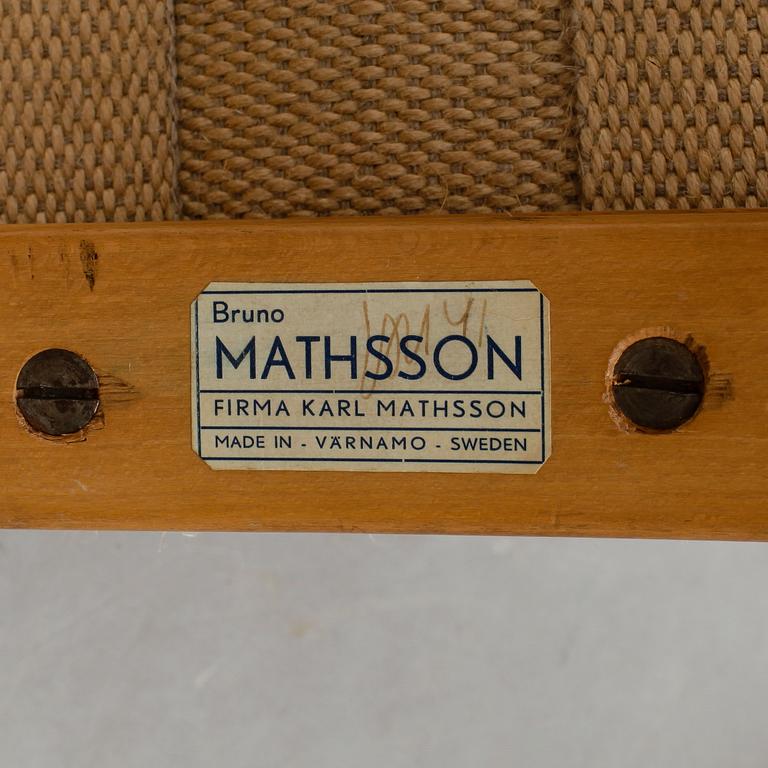 Bruno
MATHSSON
FIRMA KARL MATHSSON
MADE IN - VÄRNAMO - SWEDEN